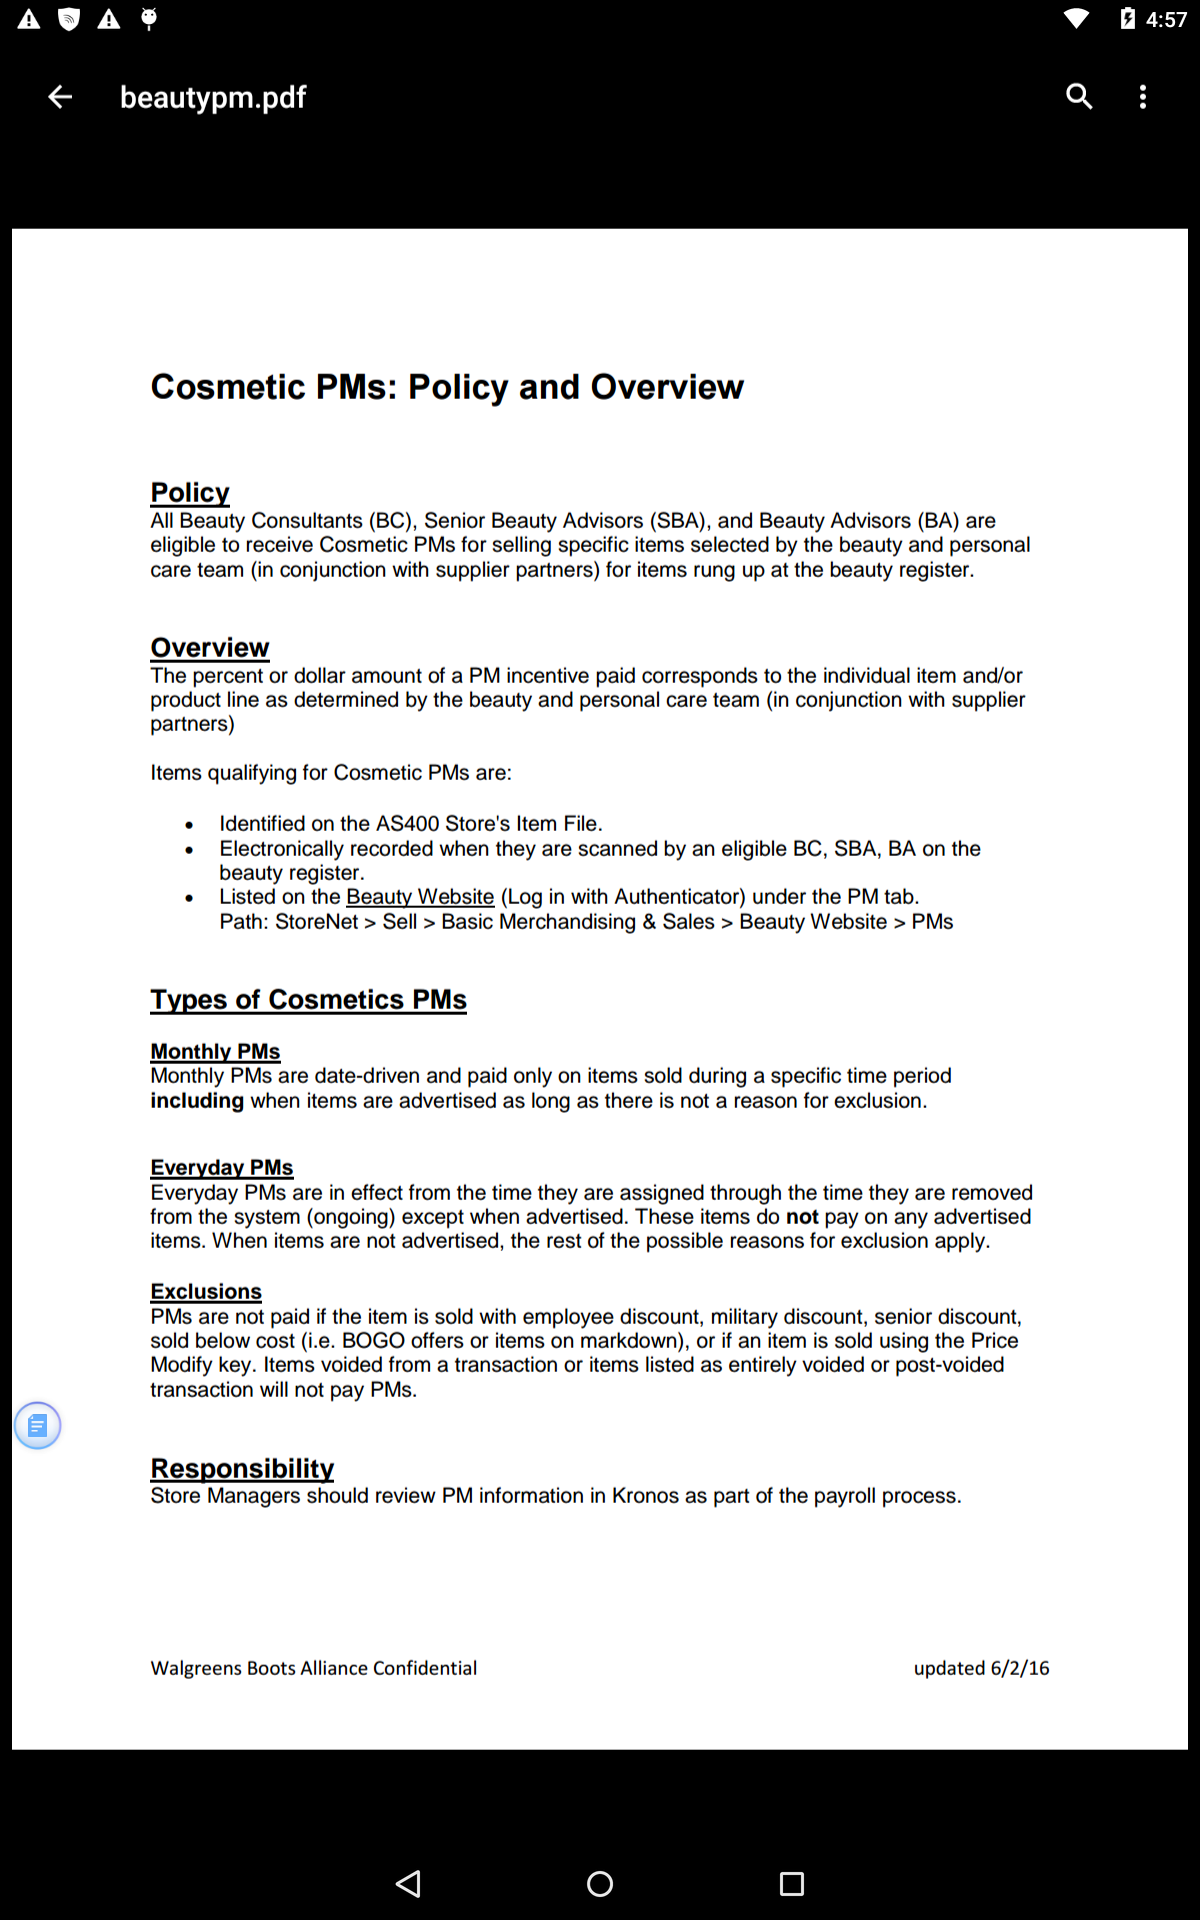 4:57
beautypm.pdf
Cosmetic PMs: Policy and Overview
Policy
All Beauty Consultants (BC), Senior Beauty Advisors (SBA), and Beauty Advisors (BA) are
eligible to receive Cosmetic PMs for selling specific items selected by the beauty and personal
care team (in conjunction with supplier partners) for items rung up at the beauty register.
Overview
The percent or dollar amount of a PM incentive paid corresponds to the individual item and/or
product line as determined by the beauty and personal care team (in conjunction with supplier
partners)
Items qualifying for Cosmetic PMs are:
• Identified on the AS400 Store's Item File.
• Electronically recorded when they are scanned by an eligible BC, SBA, BA on the
beauty register.
• Listed on the Beauty Website (Log in with Authenticator) under the PM tab.
Path: StoreNet > Sell > Basic Merchandising & Sales > Beauty Website > PMs
Types of Cosmetics PMs
Monthly PMs
Monthly PMs are date-driven and paid only on items sold during a specific time period
including when items are advertised as long as there is not a reason for exclusion.
Everyday PMs
Everyday PMs are in effect from the time they are assigned through the time they are removed
from the system (ongoing) except when advertised. These items do not pay on any advertised
items. When items are not advertised, the rest of the possible reasons for exclusion apply.
Exclusions
PMs are not paid if the item is sold with employee discount, military discount, senior discount,
sold below cost (i.e. BOGO offers or items on markdown), or if an item is sold using the Price
Modify key. Items voided from a transaction or items listed as entirely voided or post-voided
transaction will not pay PMs.
Responsibility
Store Managers should review PM information in Kronos as part of the payroll process.
Walgreens Boots Alliance Confidential
updated 6/2/16